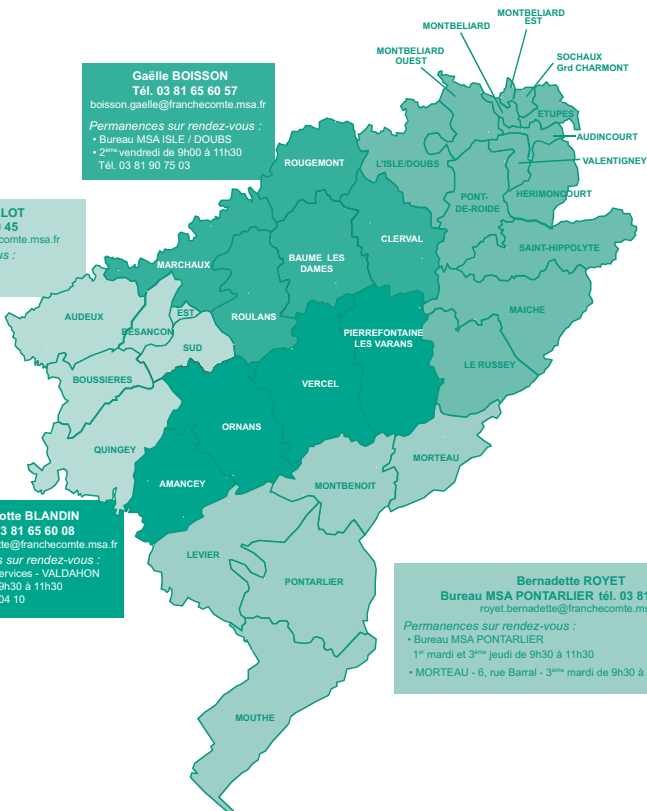 MONTBELIARD
EST
MONTBELIARD
MONTBELIARD
OUEST
SOCHAUX
Grd CHARMONT
ETUPES
AUDINCOURT
VALENTIGNEY
HERIMONCOURT
L'ISLE/DOUBS
PONT-
DE-ROIDE
SAINT-HIPPOLYTE
MAICHE
LE RUSSEY
Gaëlle BOISSON
Tél. 03 81 65 60 57
boisson.gaelle@franchecomte.msa.fr
Permanences sur rendez-vous :
• Bureau MSA ISLE / DOUBS
• 2ème vendredi de 9h00 à 11h30
Tél. 03 81 90 75 03
ROUGEMONT
CLERVAL
MARCHAUX
BAUME LES
DAMES
ROULANS
LOT
45
comte.msa.fr
us :
AUDEUX
BESANCON
EST
SUD
BOUSSIERES
QUINGEY
PIERREFONTAINE
LES VARANS
VERCEL
ORNANS
AMANCEY
otte BLANDIN
3 81 65 60 08
te@franchecomte.msa.fr
s sur rendez-vous :
ervices - VALDAHON
9h30 à 11h30
04 10
MORTEAU
MONTBENOIT
LEVIER
PONTARLIER
MOUTHE
Bernadette ROYET
Bureau MSA PONTARLIER tél. 03 81
royet.bernadette@franchecomte.ms
Permanences sur rendez-vous :
• Bureau MSA PONTARLIER
1er mardi et 3ème jeudi de 9h30 à 11h30
• MORTEAU - 6, rue Barral - 3ème mardi de 9h30 à